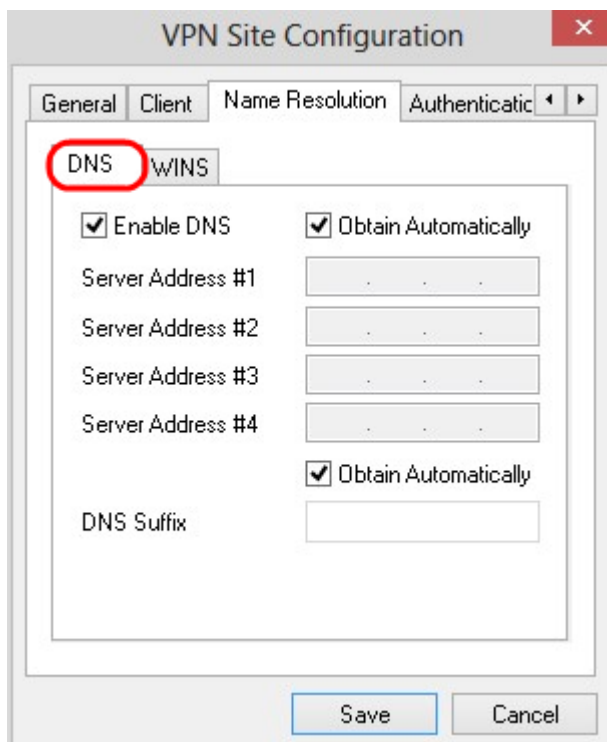 VPN Site Configuration
General Client Name Resolution Authenticatic
DNS WINS
Enable DNS Obtain Automatically
Server Address #1 . . .
Server Address #2 . . .
Server Address #3 . . .
Server Address #4 . . .
Obtain Automatically
DNS Suffix
Save Cancel